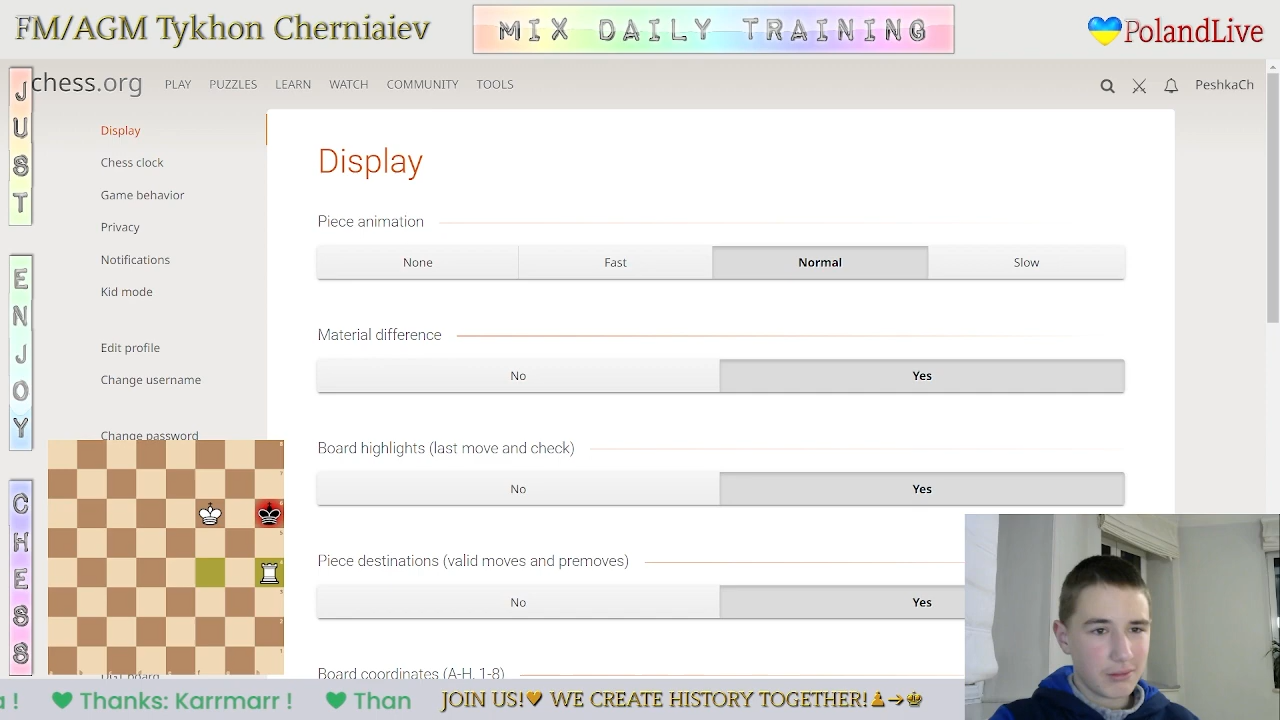 FM/AGM Tykhon Cherniaiev
MIX DAILY TRAINING
PolandLive
JUST
ENJOY
CHESS
chess.org
PLAY PUZZLES LEARN WATCH COMMUNITY TOOLS
PeshkaCh
Display
Chess clock
Game behavior
Privacy
Notifications
Kid mode
Edit profile
Change username
Change password
Display
Piece animation
None Fast Normal Slow
Material difference
No Yes
Board highlights (last move and check)
No Yes
Piece destinations (valid moves and premoves)
No Yes
Board coordinates (A-H, 1-8)
a ! Thanks: Karrmarr ! Than
JOIN US! WE CREATE HISTORY TOGETHER!